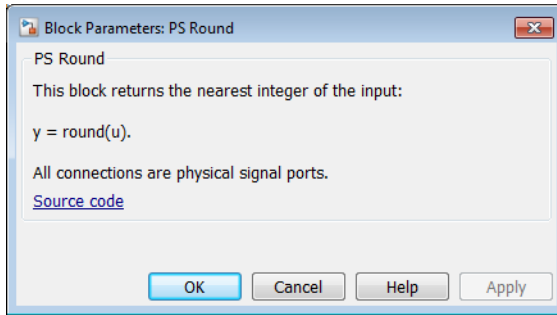 Block Parameters: PS Round
PS Round
This block returns the nearest integer of the input:
y = round(u).
All connections are physical signal ports.
Source code
OK Cancel Help Apply